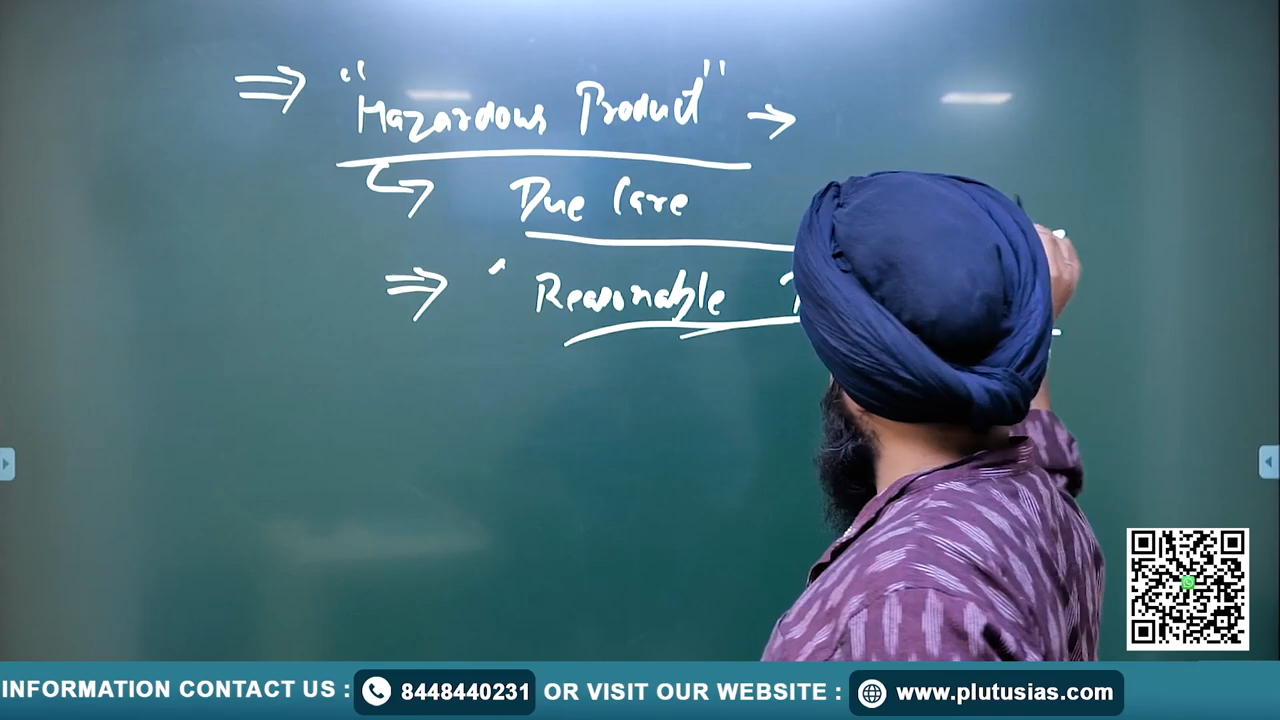 ⇒ "Hazardous Product" →
Due Care
⇒ ' Reasonable
INFORMATION CONTACT US : 8448440231 OR VISIT OUR WEBSITE : www.plutusias.com